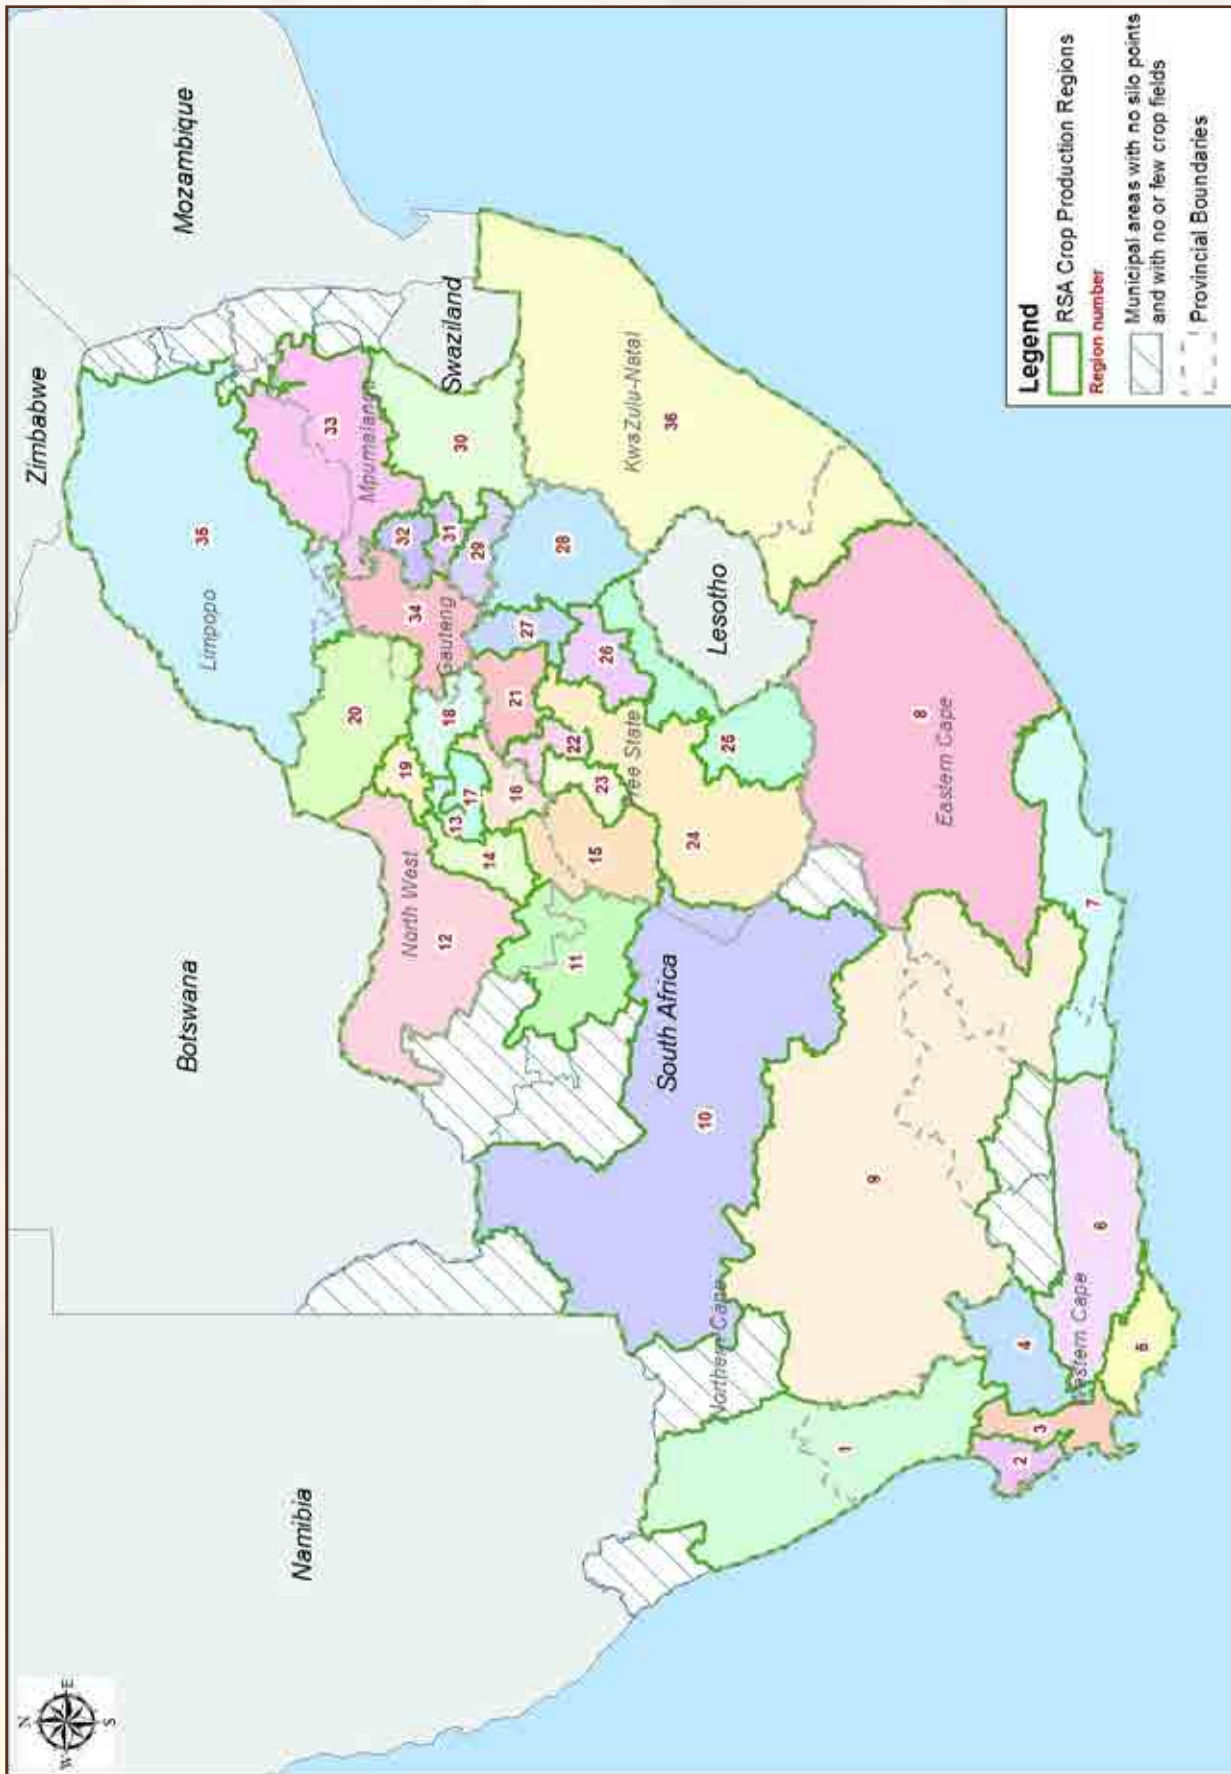 N
W
E
S
Zimbabwe
Mozambique
Botswana
Namibia
Swaziland
Lesotho
South Africa
Limpopo
Mpumalanga
Gauteng
North West
Free State
KwaZulu-Natal
Northern Cape
Eastern Cape
Western Cape
1
2
3
4
5
6
7
8
9
10
11
12
13
14
15
16
17
18
19
20
21
22
23
24
25
26
27
28
29
30
31
32
33
34
35
36
Legend
RSA Crop Production Regions
Region number
Municipal areas with no silo points
and with no or few crop fields
Provincial Boundaries